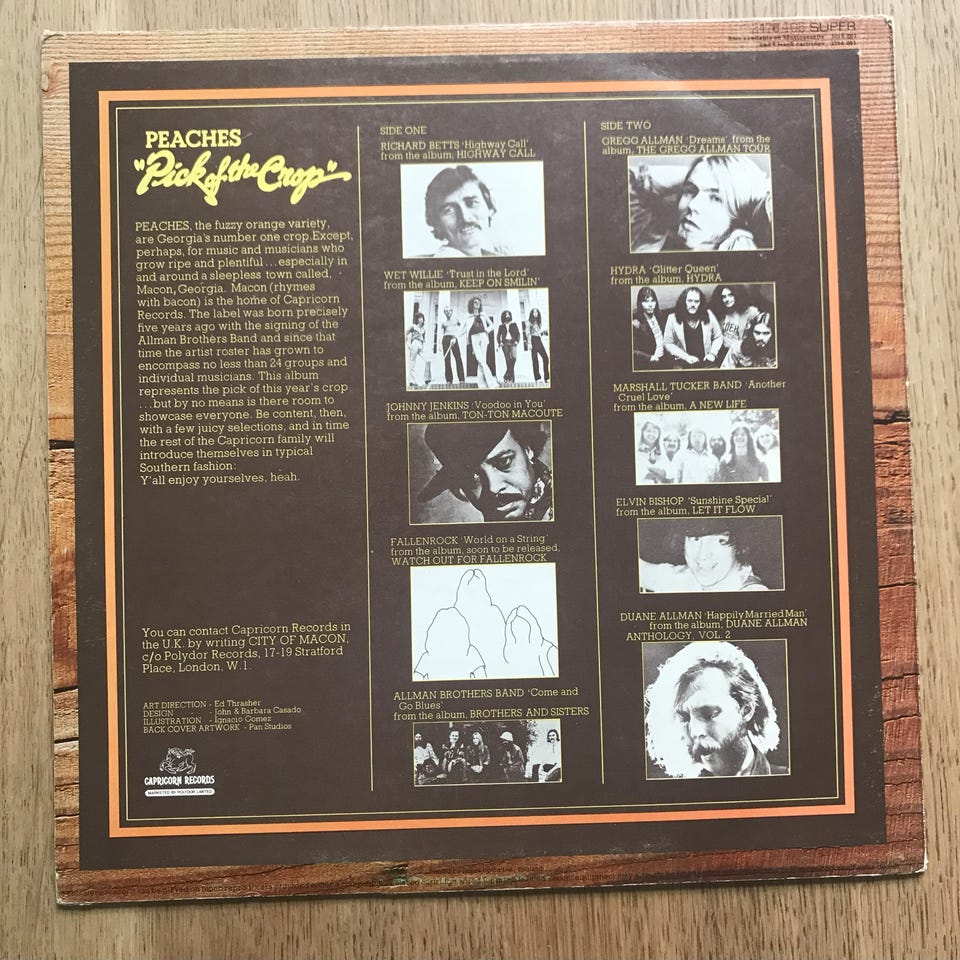 SUPER
PEACHES
"Pick of the Crop"
PEACHES, the fuzzy orange variety,
are Georgia's number one crop. Except,
perhaps, for music and musicians who
grow ripe and plentiful...especially in
and around a sleepless town called,
Macon, Georgia. Macon (rhymes
with bacon) is the home of Capricorn
Records. The label was born precisely
five years ago with the signing of the
Allman Brothers Band and since that
time the artist roster has grown to
encompass no less than 24 groups and
individual musicians. This album
represents the pick of this year's crop
...but by no means is there room to
showcase everyone. Be content, then,
with a few juicy selections, and in time
the rest of the Capricorn family will
introduce themselves in typical
Southern fashion:
Y'all enjoy yourselves, heah.
You can contact Capricorn Records in
the U.K. by writing CITY OF MACON,
c/o Polydor Records, 17-19 Stratford
Place, London, W.1.
ART DIRECTION - Ed Thrasher
DESIGN - John & Barbara Casado
ILLUSTRATION - Ignacio Gomez
BACK COVER ARTWORK - Pan Studios
CAPRICORN RECORDS
MARKETED BY POLYDOR LIMITED
SIDE ONE
RICHARD BETTS 'Highway Call'
from the album, HIGHWAY CALL
WET WILLIE 'Trust in the Lord'
from the album, KEEP ON SMILIN'
JOHNNY JENKINS 'Voodoo in You'
from the album, TON-TON MACOUTE
FALLENROCK 'World on a String'
from the album, soon to be released,
WATCH OUT FOR FALLENROCK
ALLMAN BROTHERS BAND 'Come and
Go Blues'
from the album, BROTHERS AND SISTERS
SIDE TWO
GREGG ALLMAN 'Dreams' from the
album, THE GREGG ALLMAN TOUR
HYDRA 'Glitter Queen'
from the album, HYDRA
MARSHALL TUCKER BAND 'Another
Cruel Love'
from the album, A NEW LIFE
ELVIN BISHOP 'Sunshine Special'
from the album, LET IT FLOW
DUANE ALLMAN 'Happily Married Man'
from the album, DUANE ALLMAN
ANTHOLOGY, VOL. 2